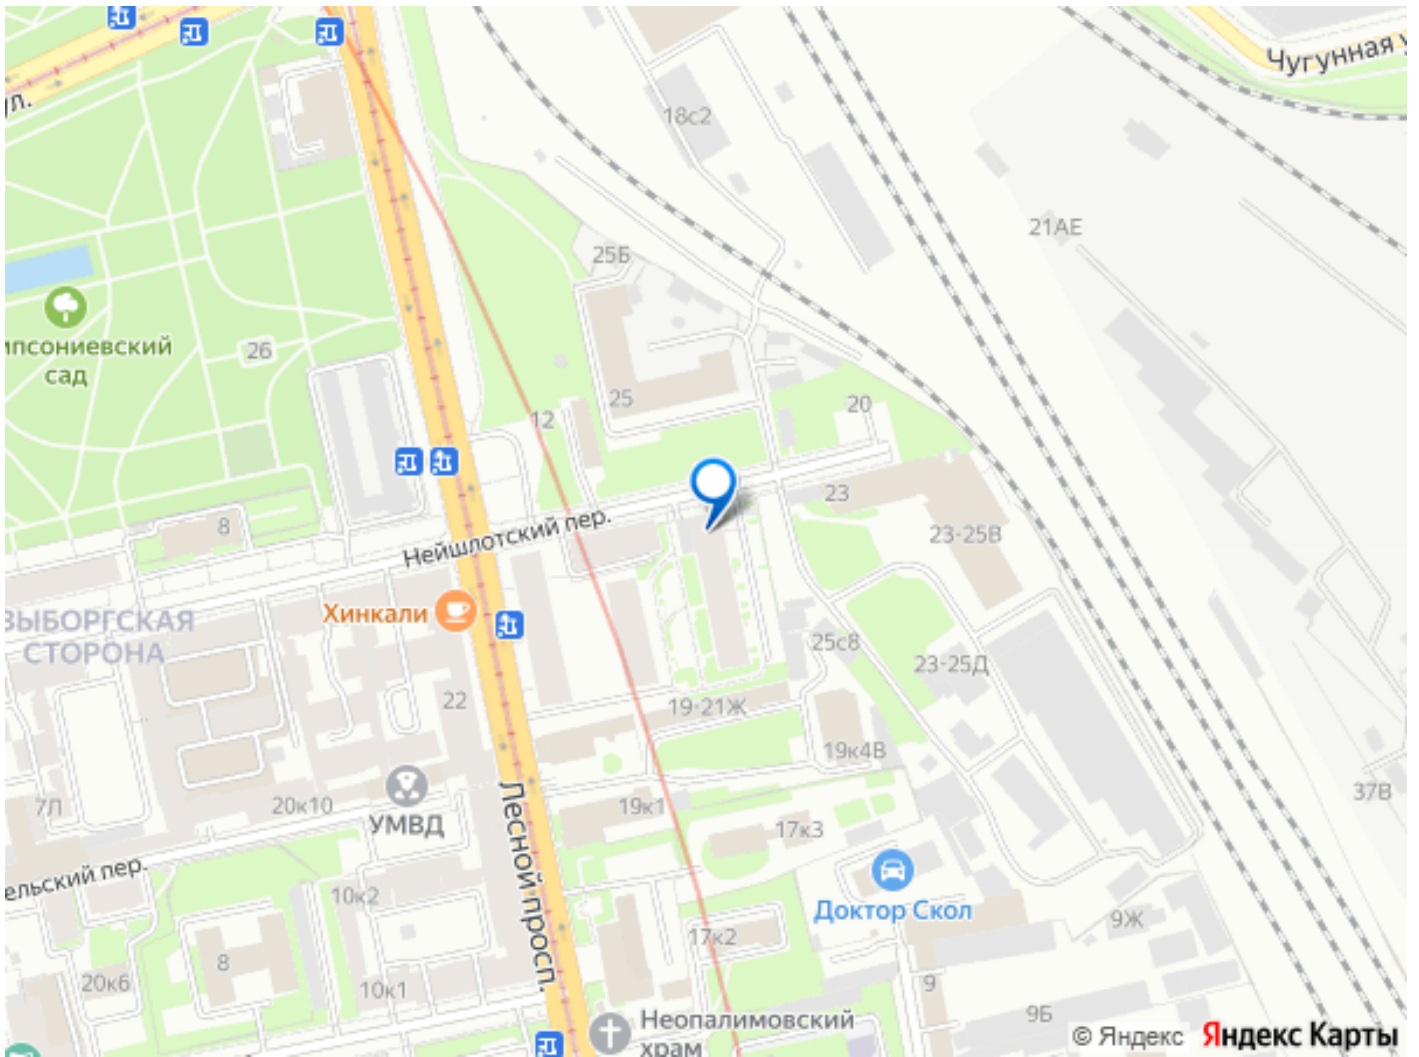 Чугунная у
ул.
18с2
21АЕ
25Б
ипсониевский
сад
26
25
12
20
8
23
23-25В
Нейшлотский пер.
Хинкали
ВЫБОРГСКАЯ
СТОРОНА
25с8
23-25Д
22
19-21Ж
19к4В
Лесной просп.
37В
7Л
20к10
УМВД
19к1
17к3
ельский пер.
10к2
Доктор Скол
9Ж
17к2
8
20к6
10к1
9
9Б
Неопалимовский
храм
© Яндекс Яндекс Карты